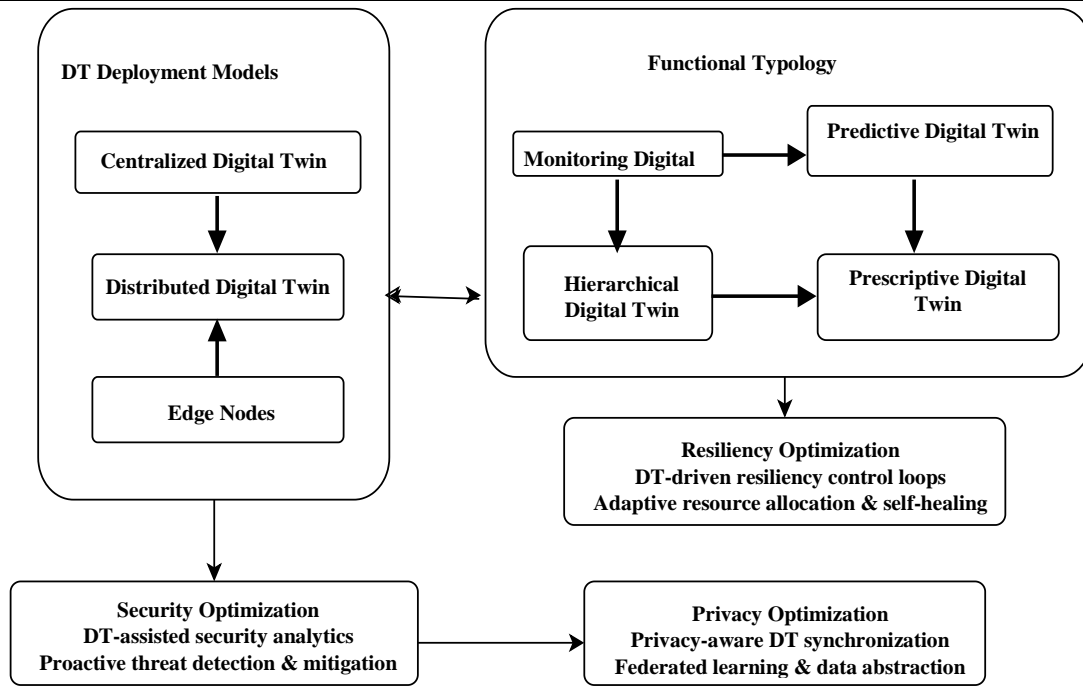 DT Deployment Models
Centralized Digital Twin
Distributed Digital Twin
Edge Nodes
Functional Typology
Monitoring Digital
Predictive Digital Twin
Hierarchical
Digital Twin
Prescriptive Digital
Twin
Resiliency Optimization
DT-driven resiliency control loops
Adaptive resource allocation & self-healing
Security Optimization
DT-assisted security analytics
Proactive threat detection & mitigation
Privacy Optimization
Privacy-aware DT synchronization
Federated learning & data abstraction